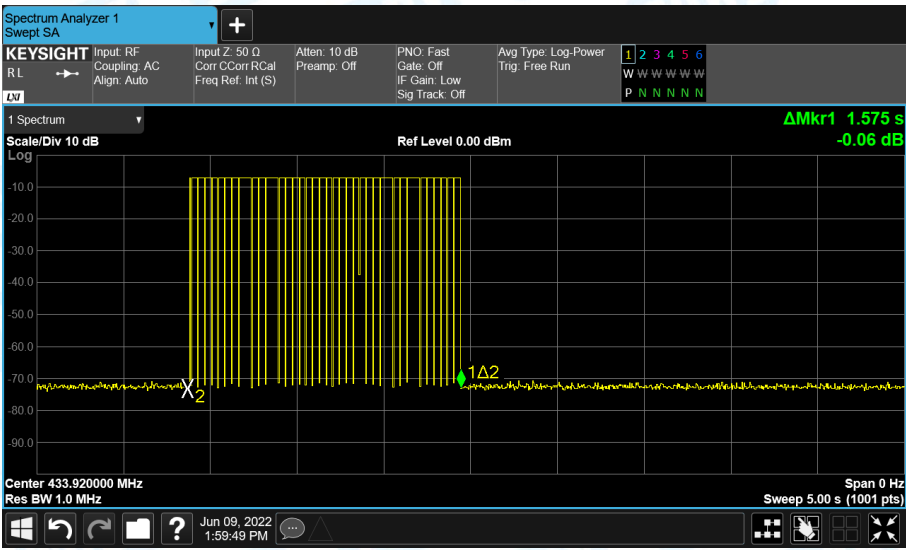 Spectrum Analyzer 1
Swept SA
+
KEYSIGHT
RL
LXI
Input: RF
Coupling: AC
Align: Auto
Input Z: 50 Ω
Corr CCorr RCal
Freq Ref: Int (S)
Atten: 10 dB
Preamp: Off
PNO: Fast
Gate: Off
IF Gain: Low
Sig Track: Off
Avg Type: Log-Power
Trig: Free Run
1 2 3 4 5 6
W W W W W W
P N N N N N
1 Spectrum
ΔMkr1 1.575 s
Scale/Div 10 dB
Ref Level 0.00 dBm
-0.06 dB
Log
-10.0
-20.0
-30.0
-40.0
-50.0
-60.0
-70.0
1Δ2
X2
-80.0
-90.0
Center 433.920000 MHz
Span 0 Hz
Res BW 1.0 MHz
Sweep 5.00 s (1001 pts)
?
Jun 09, 2022
1:59:49 PM